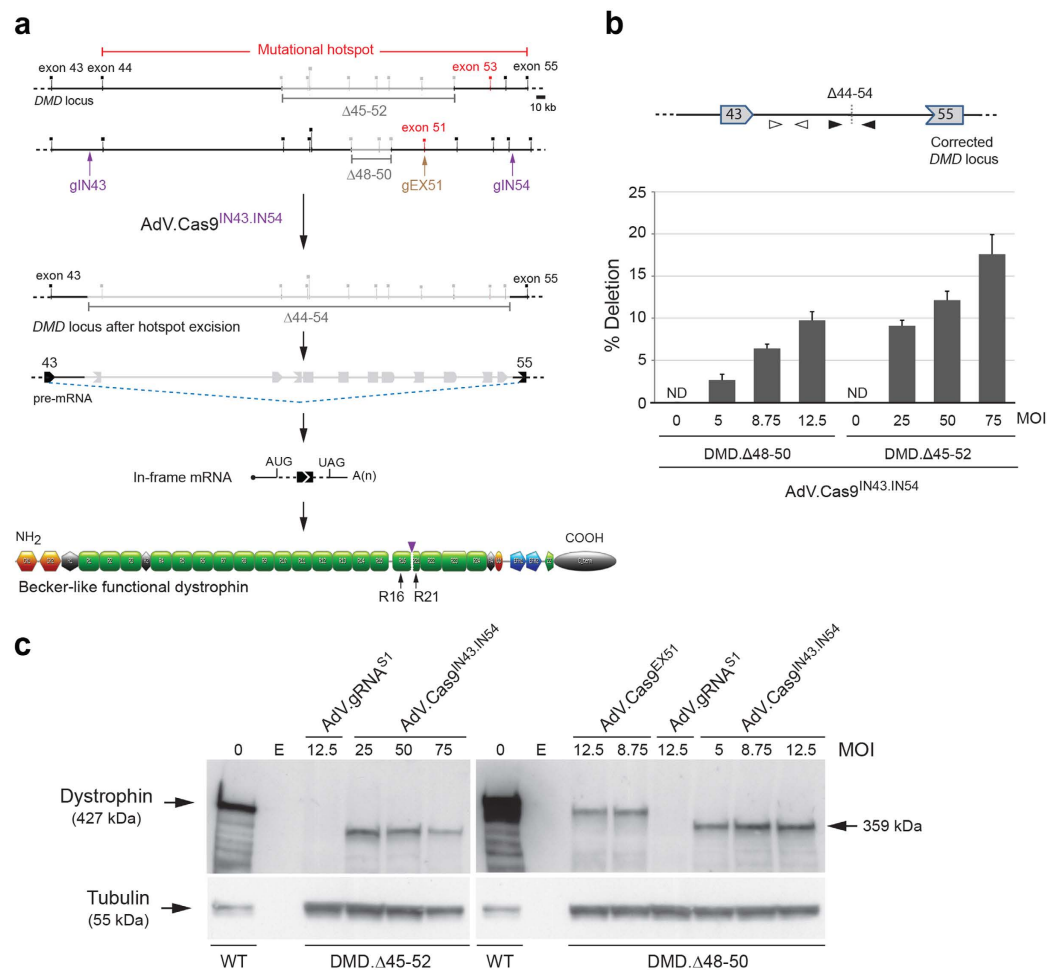 a
Mutational hotspot
exon 43 exon 44 exon 53 exon 55
DMD locus
Δ45-52
10 kb
exon 51
Δ48-50
gIN43 gEX51 gIN54
AdV.Cas9IN43.IN54
exon 43 exon 55
Δ44-54
DMD locus after hotspot excision
43 55
pre-mRNA
In-frame mRNA AUG UAG A(n)
NH2 COOH
Becker-like functional dystrophin
R16 R21
b
Δ44-54
43 55
Corrected
DMD locus
% Deletion
25
20
15
10
5
0
ND ND
0 5 8.75 12.5 0 25 50 75 MOI
DMD.Δ48-50 DMD.Δ45-52
AdV.Cas9IN43.IN54
c
AdV.gRNAS1 AdV.Cas9IN43.IN54 AdV.Cas9EX51 AdV.gRNAS1 AdV.Cas9IN43.IN54
0 E 12.5 25 50 75 0 E 12.5 8.75 12.5 5 8.75 12.5 MOI
Dystrophin
(427 kDa)
359 kDa
Tubulin
(55 kDa)
WT DMD.Δ45-52 WT DMD.Δ48-50